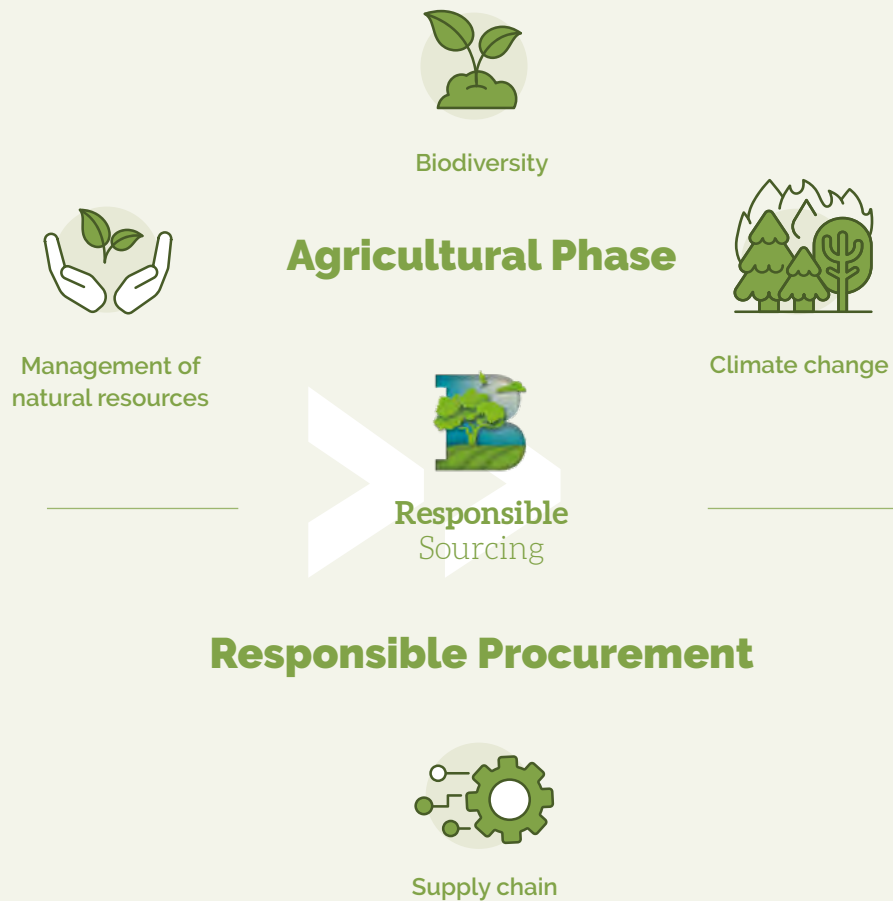 Biodiversity
Agricultural Phase
Management of
natural resources
Climate change
B
Responsible
Sourcing
Responsible Procurement
Supply chain